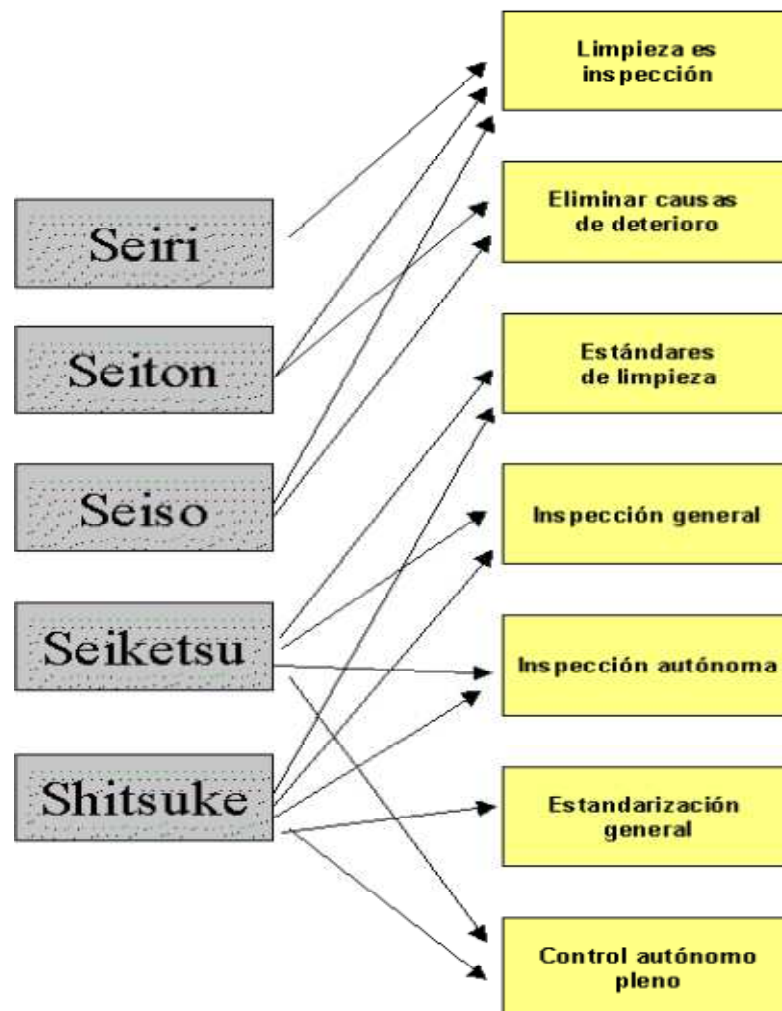 Seiri
Seiton
Seiso
Seiketsu
Shitsuke
Limpieza es
inspección
Eliminar causas
de deterioro
Estándares
de limpieza
Inspección general
Inspección autónoma
Estandarización
general
Control autónomo
pleno